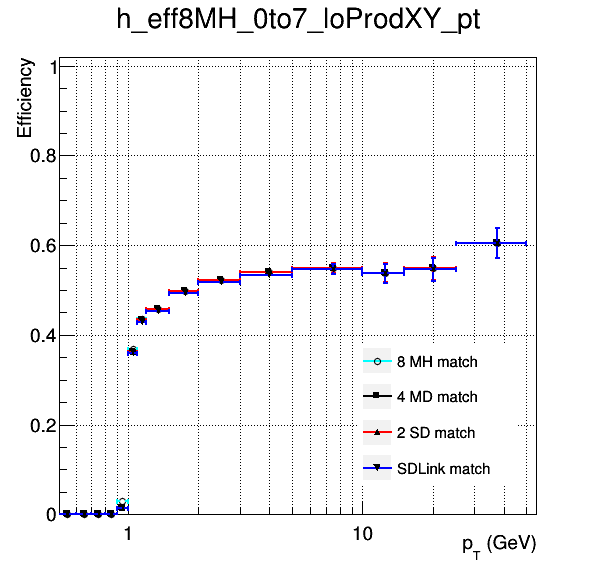 h_eff8MH_0to7_loProdXY_pt
Efficiency
1
0.8
0.6
0.4
0.2
0
8 MH match
4 MD match
2 SD match
SDLink match
1
10
p_T (GeV)